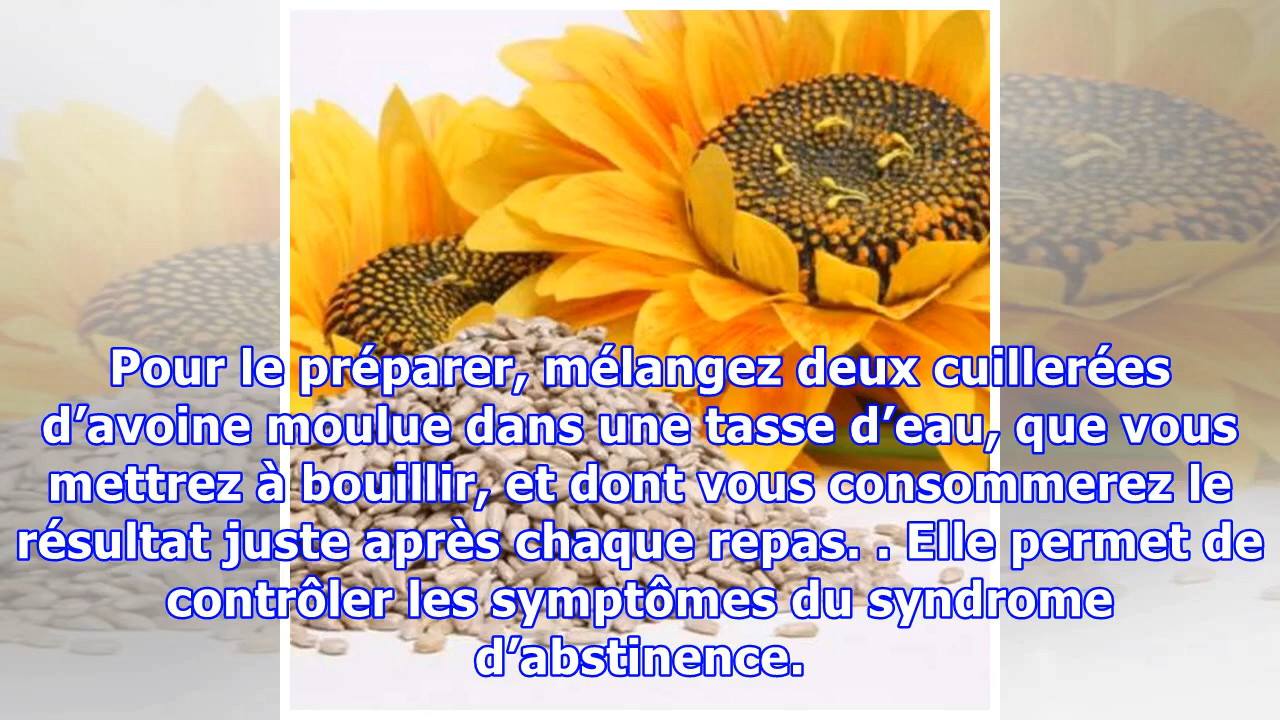 Pour le préparer, mélangez deux cuillerées
d’avoine moulue dans une tasse d’eau, que vous
mettrez à bouillir, et dont vous consommerez le
résultat juste après chaque repas. . Elle permet de
contrôler les symptômes du syndrome
d’abstinence.